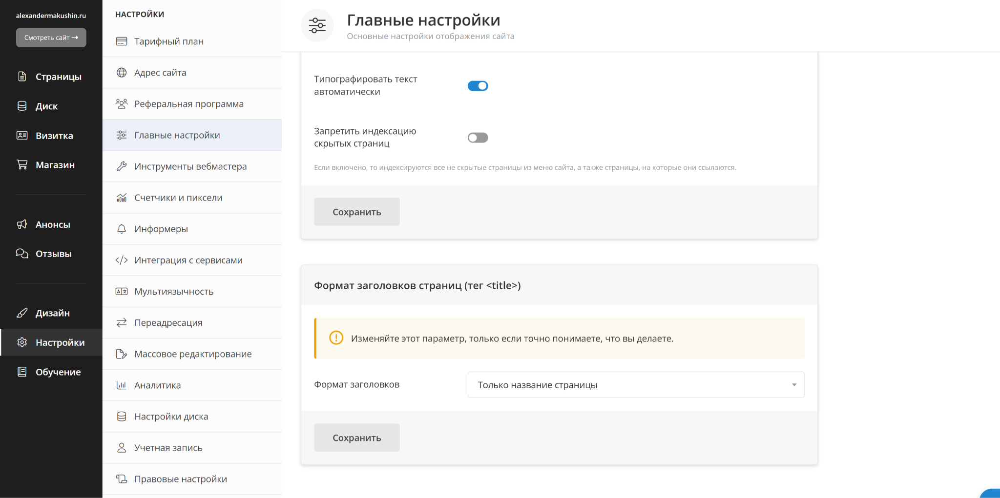 alexandermakushin.ru
Смотреть сайт →
Страницы
Диск
Визитка
Магазин
Анонсы
Отзывы
Дизайн
Настройки
Обучение
НАСТРОЙКИ
Тарифный план
Адрес сайта
Реферальная программа
Главные настройки
Инструменты вебмастера
Счетчики и пиксели
Информеры
Интеграция с сервисами
Мультиязычность
Переадресация
Массовое редактирование
Аналитика
Настройки диска
Учетная запись
Правовые настройки
Главные настройки
Основные настройки отображения сайта
Типографировать текст
автоматически
Запретить индексацию
скрытых страниц
Если включено, то индексируются все не скрытые страницы из меню сайта, а также страницы, на которые они ссылаются.
Сохранить
Формат заголовков страниц (тег <title>)
Изменяйте этот параметр, только если точно понимаете, что вы делаете.
Формат заголовков
Только название страницы
Сохранить